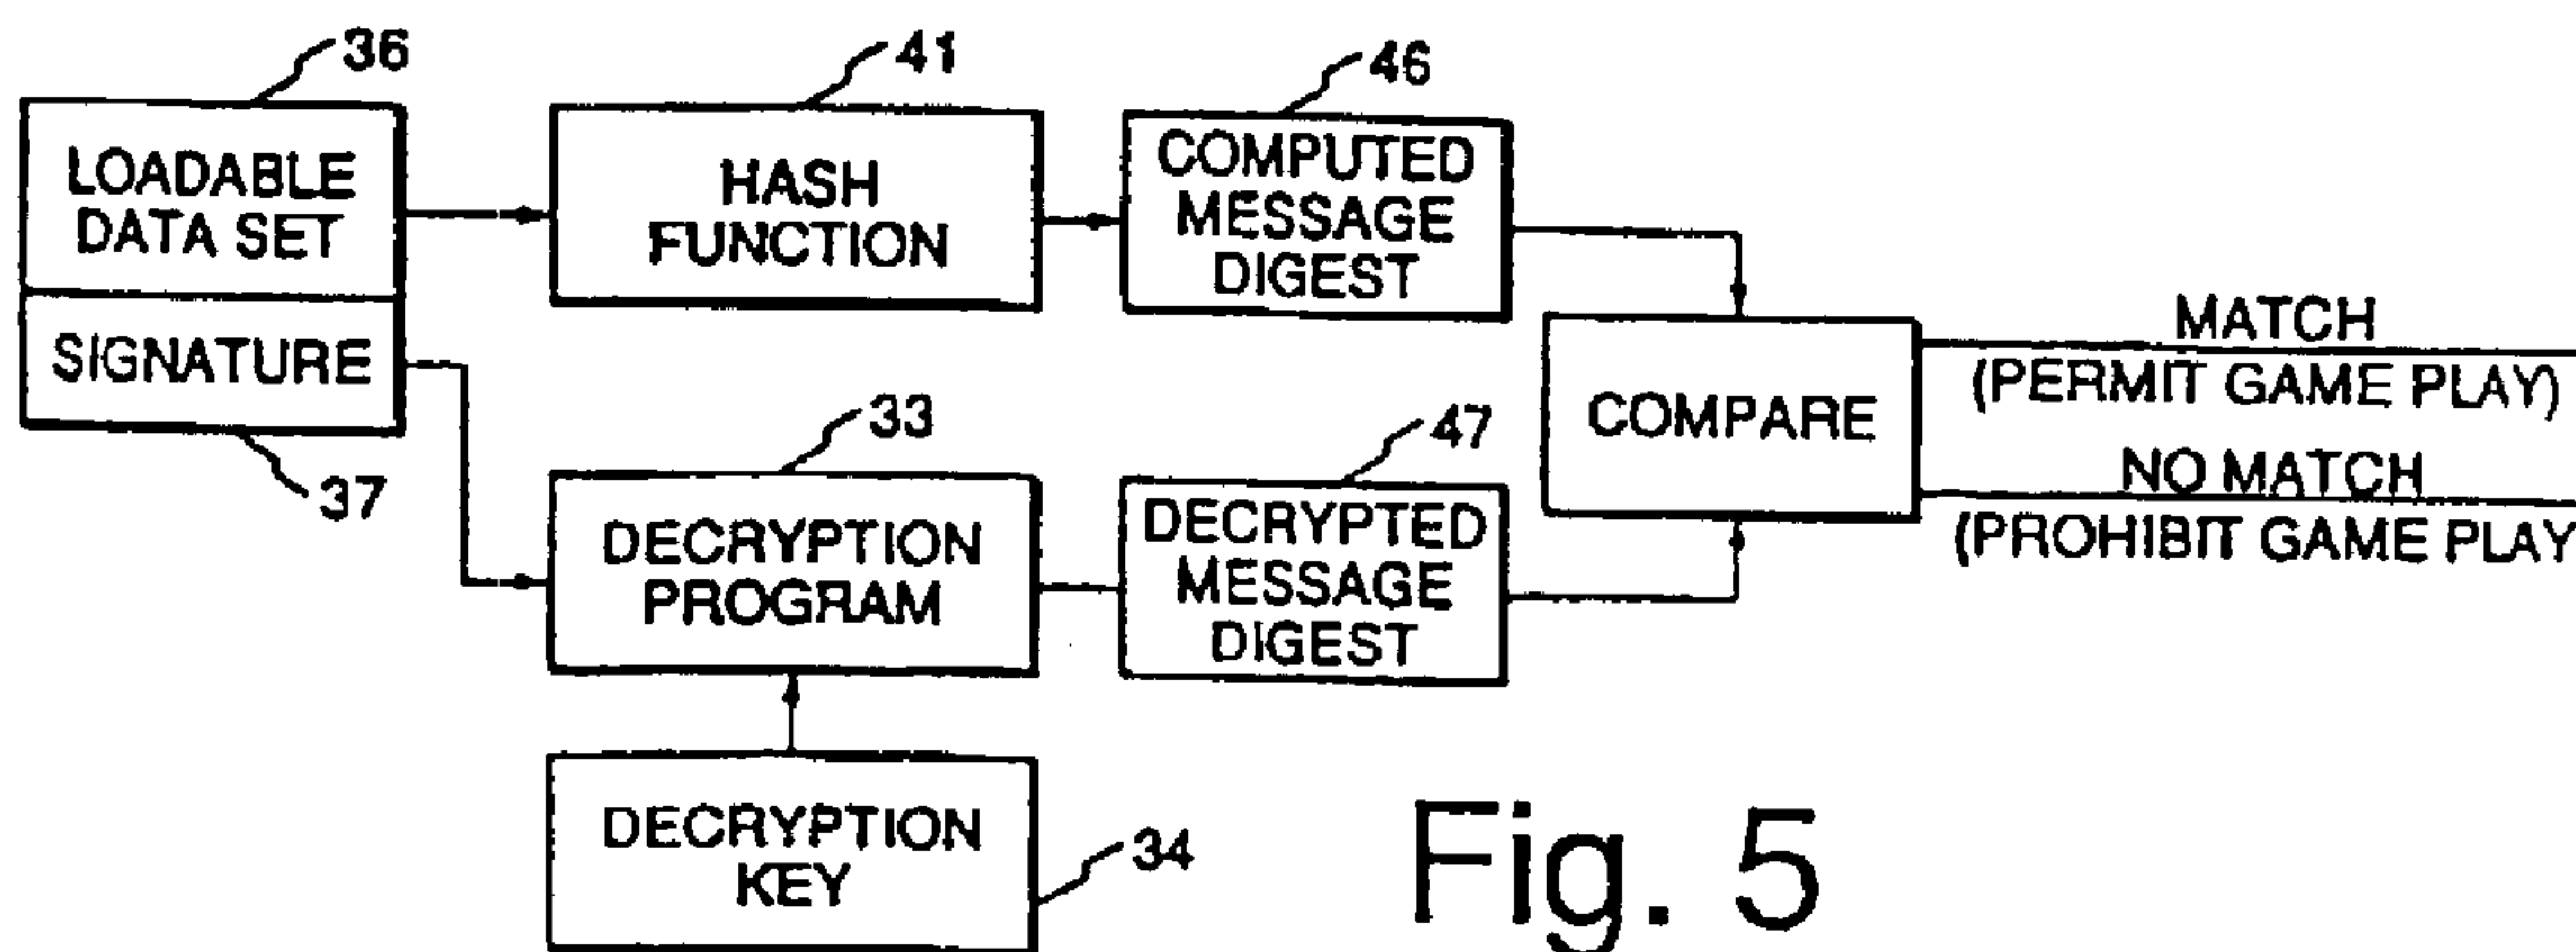 36
LOADABLE
DATA SET
SIGNATURE
37
41
HASH
FUNCTION
46
COMPUTED
MESSAGE
DIGEST
33
DECRYPTION
PROGRAM
47
DECRYPTED
MESSAGE
DIGEST
COMPARE
MATCH
(PERMIT GAME PLAY)
NO MATCH
(PROHIBIT GAME PLAY
DECRYPTION
KEY
34
Fig. 5